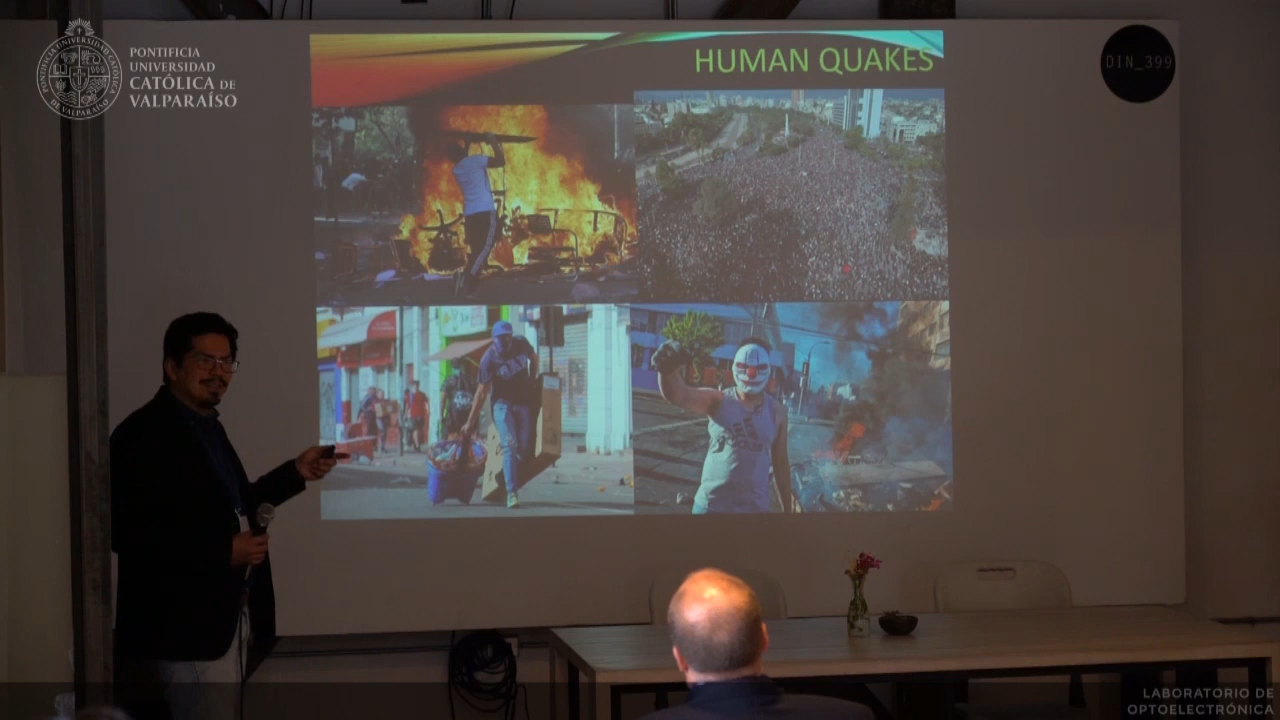 PONTIFICIA
UNIVERSIDAD
CATÓLICA DE
VALPARAÍSO
HUMAN QUAKES
DIN_399
LABORATORIO DE
OPTOELECTRÓNICA